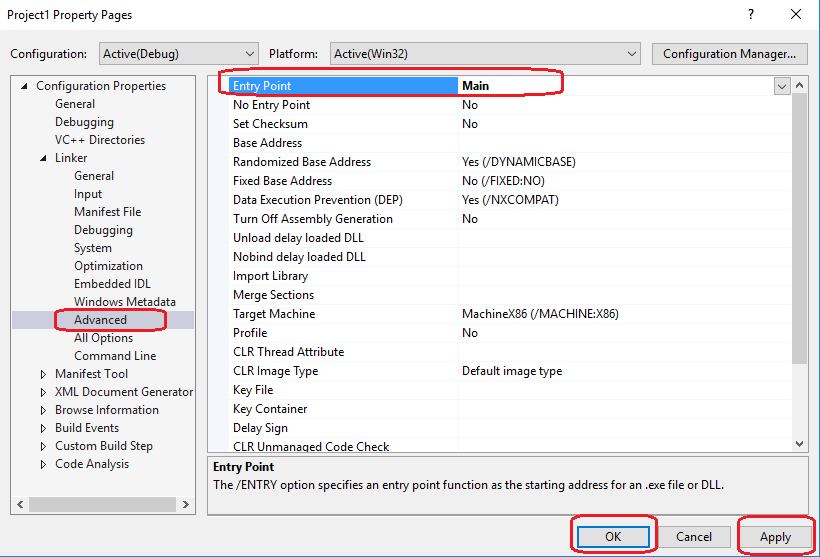 Project1 Property Pages
?
Configuration: Active(Debug) Platform: Active(Win32) Configuration Manager...
Configuration Properties
General
Debugging
VC++ Directories
Linker
General
Input
Manifest File
Debugging
System
Optimization
Embedded IDL
Windows Metadata
Advanced
All Options
Command Line
Manifest Tool
XML Document Generator
Browse Information
Build Events
Custom Build Step
Code Analysis
Entry Point Main
No Entry Point No
Set Checksum No
Base Address
Randomized Base Address Yes (/DYNAMICBASE)
Fixed Base Address No (/FIXED:NO)
Data Execution Prevention (DEP) Yes (/NXCOMPAT)
Turn Off Assembly Generation No
Unload delay loaded DLL
Nobind delay loaded DLL
Import Library
Merge Sections
Target Machine MachineX86 (/MACHINE:X86)
Profile No
CLR Thread Attribute
CLR Image Type Default image type
Key File
Key Container
Delay Sign
CLR Unmanaged Code Check
Entry Point
The /ENTRY option specifies an entry point function as the starting address for an .exe file or DLL.
OK Cancel Apply